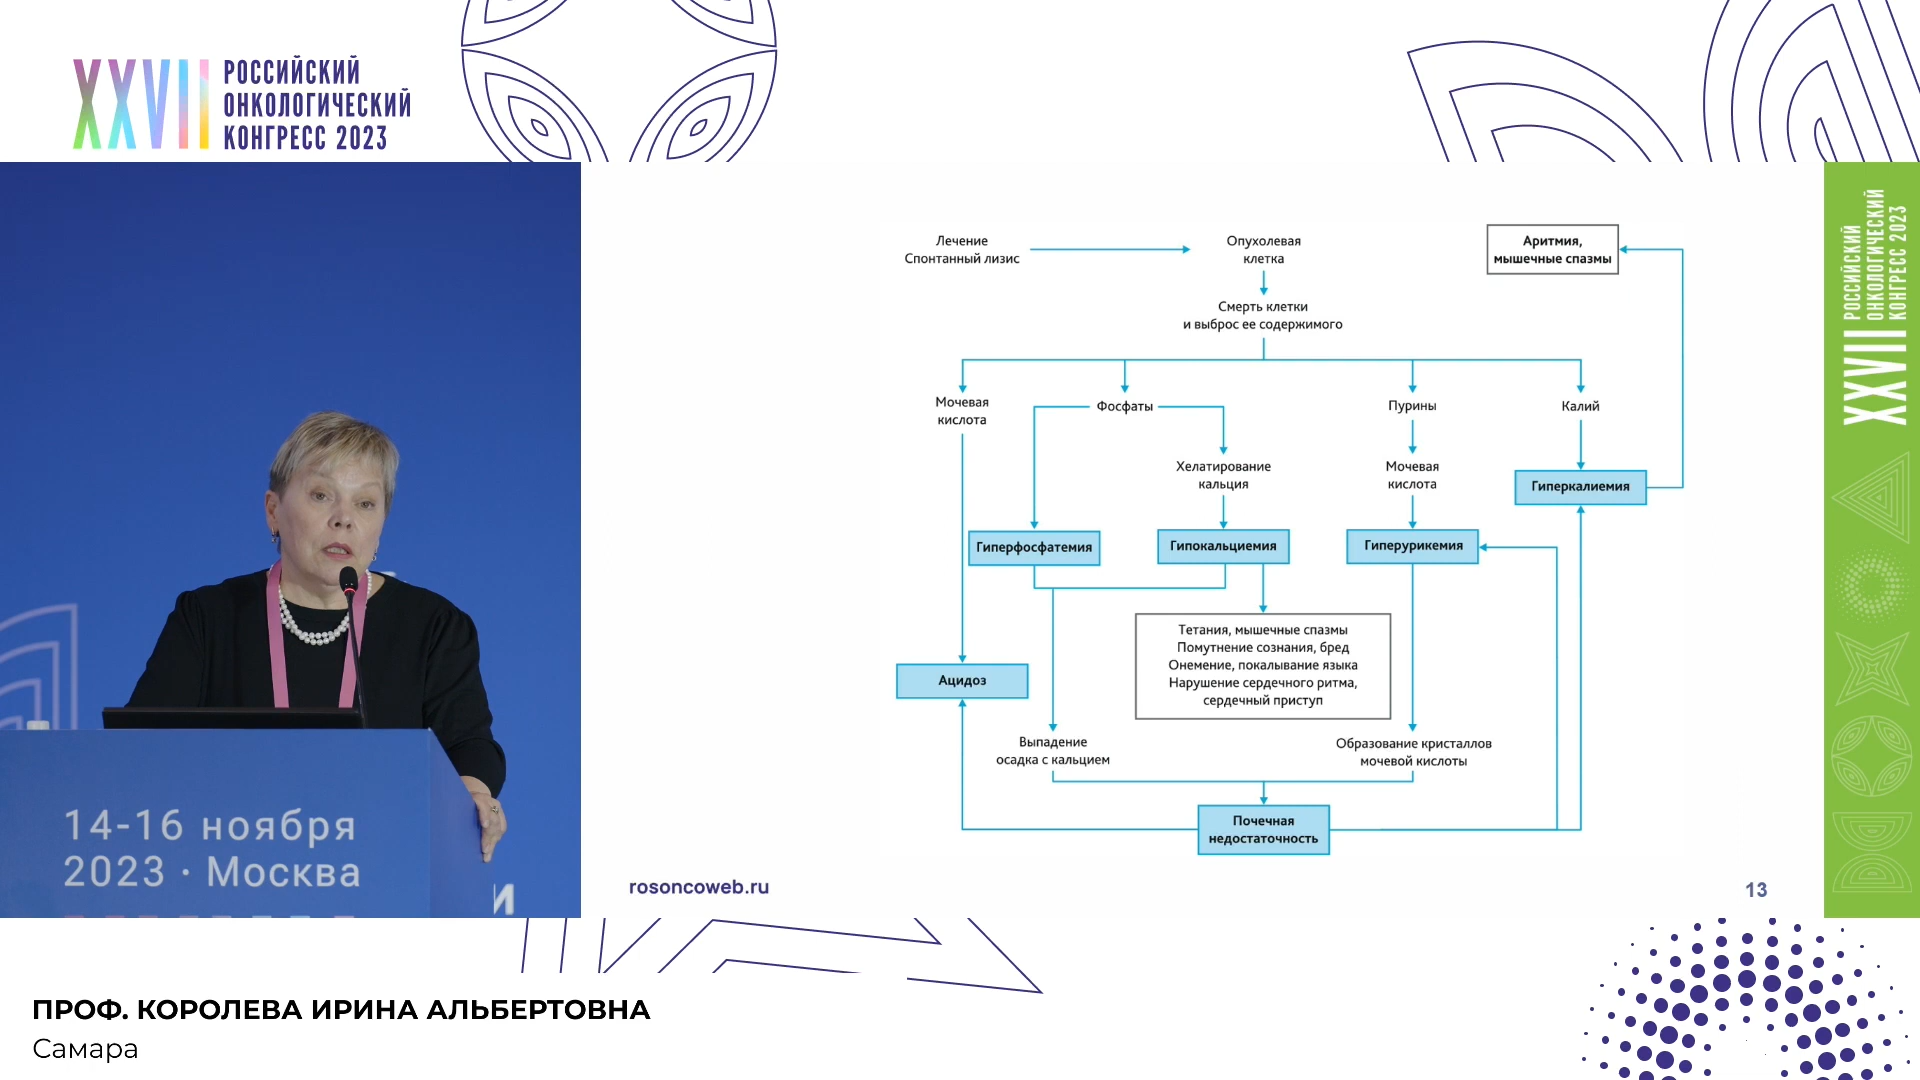 XXVII
РОССИЙСКИЙ
ОНКОЛОГИЧЕСКИЙ
КОНГРЕСС 2023
Лечение
Спонтанный лизис
Опухолевая
клетка
Аритмия,
мышечные спазмы
Смерть клетки
и выброс ее содержимого
Мочевая
кислота
Фосфаты
Пурины
Калий
Хелатирование
кальция
Мочевая
кислота
Гиперкалиемия
Гиперфосфатемия
Гипокальциемия
Гиперурикемия
Тетания, мышечные спазмы
Помутнение сознания, бред
Онемение, покалывание языка
Нарушение сердечного ритма,
сердечный приступ
Ацидоз
Выпадение
осадка с кальцием
Образование кристаллов
мочевой кислоты
Почечная
недостаточность
rosoncoweb.ru
13
XXVII
РОССИЙСКИЙ
ОНКОЛОГИЧЕСКИЙ
КОНГРЕСС 2023
14-16 ноября
2023 · Москва
И
ПРОФ. КОРОЛЕВА ИРИНА АЛЬБЕРТОВНА
Самара